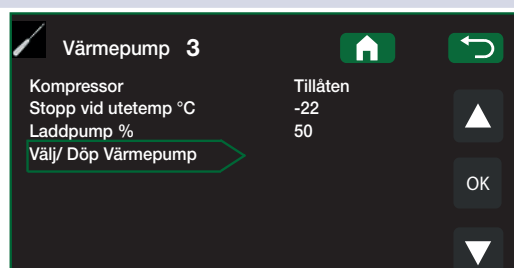 Värmepump 3
Kompressor Tillåten
Stopp vid utetemp °C -22
Laddpump % 50
Välj/ Döp Värmepump
OK